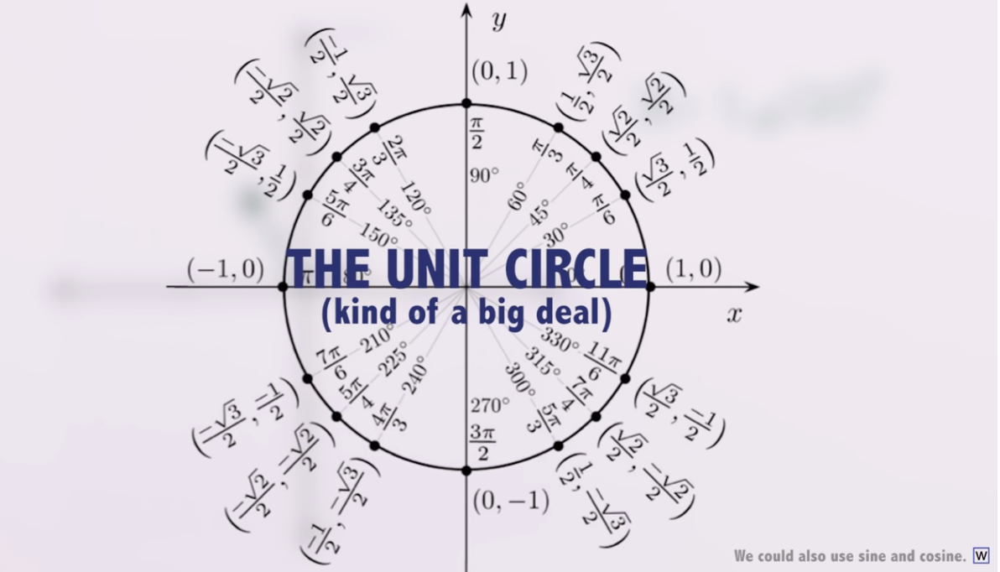 y
(0, 1)
(-1/2, √3/2)
(1/2, √3/2)
(-√2/2, √2/2)
(√2/2, √2/2)
(-√3/2, 1/2)
(√3/2, 1/2)
π/2
90°
2π/3
120°
π/3
60°
3π/4
135°
π/4
45°
5π/6
150°
π/6
30°
(-1, 0)
π
THE UNIT CIRCLE
(1, 0)
x
(kind of a big deal)
7π/6
210°
330°
11π/6
5π/4
225°
315°
7π/4
4π/3
240°
300°
5π/3
270°
3π/2
(-√3/2, -1/2)
(√3/2, -1/2)
(-√2/2, -√2/2)
(√2/2, -√2/2)
(-1/2, -√3/2)
(1/2, -√3/2)
(0, -1)
We could also use sine and cosine. W